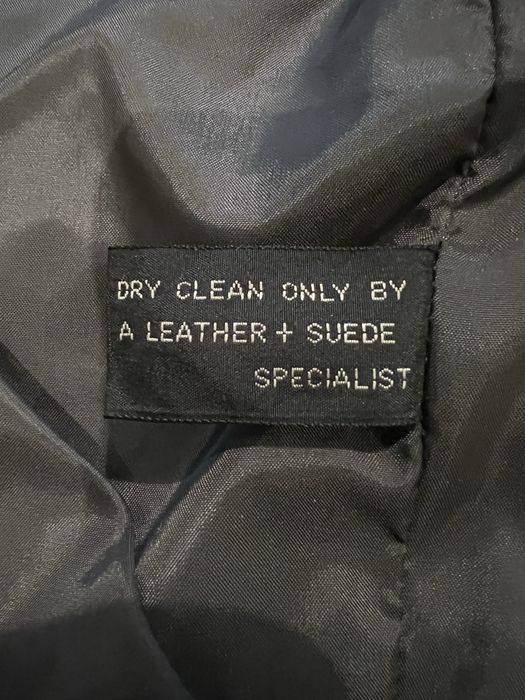 DRY CLEAN ONLY BY
A LEATHER + SUEDE
SPECIALIST